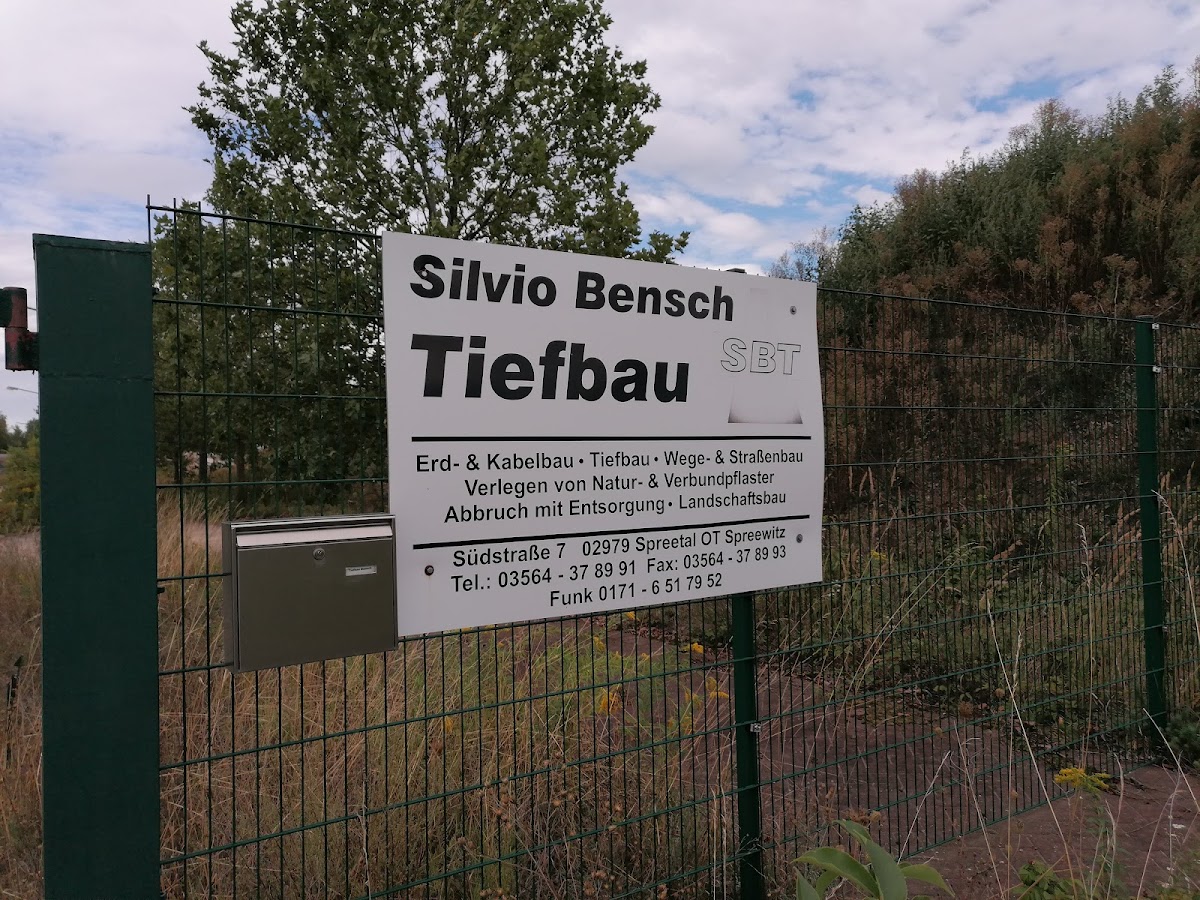 Silvio Bensch
Tiefbau
SBT
Erd- & Kabelbau • Tiefbau • Wege- & Straßenbau
Verlegen von Natur- & Verbundpflaster
Abbruch mit Entsorgung • Landschaftsbau
Südstraße 7 02979 Spreetal OT Spreewitz
Tel.: 03564 - 37 89 91 Fax: 03564 - 37 89 93
Funk 0171 - 6 51 79 52